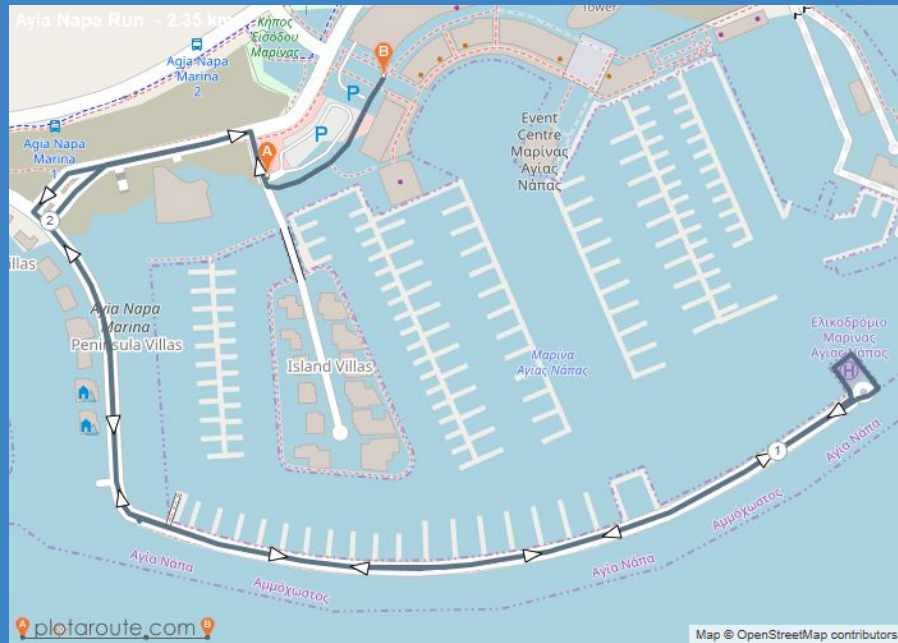 Ayia Napa Run - 2.35 km
Κήπος
Εισόδου
Μαρίνας
Tower
B
Agia Napa
Marina
2
P
P
Agia Napa
Marina
1
A
Event
Centre
Μαρίνας
Αγίας
Νάπας
2
illas
Ayia Napa
Marina
Peninsula Villas
Island Villas
Μαρίνα
Αγίας Νάπας
Ελικοδρόμιο
Μαρίνας
Αγίας Νάπας
H
1
Αγία Νάπα
Αμμόχωστος
Αγία Νάπα
Αγία Νάπα
Αμμόχωστος
A plotaroute.com B
Map © OpenStreetMap contributors